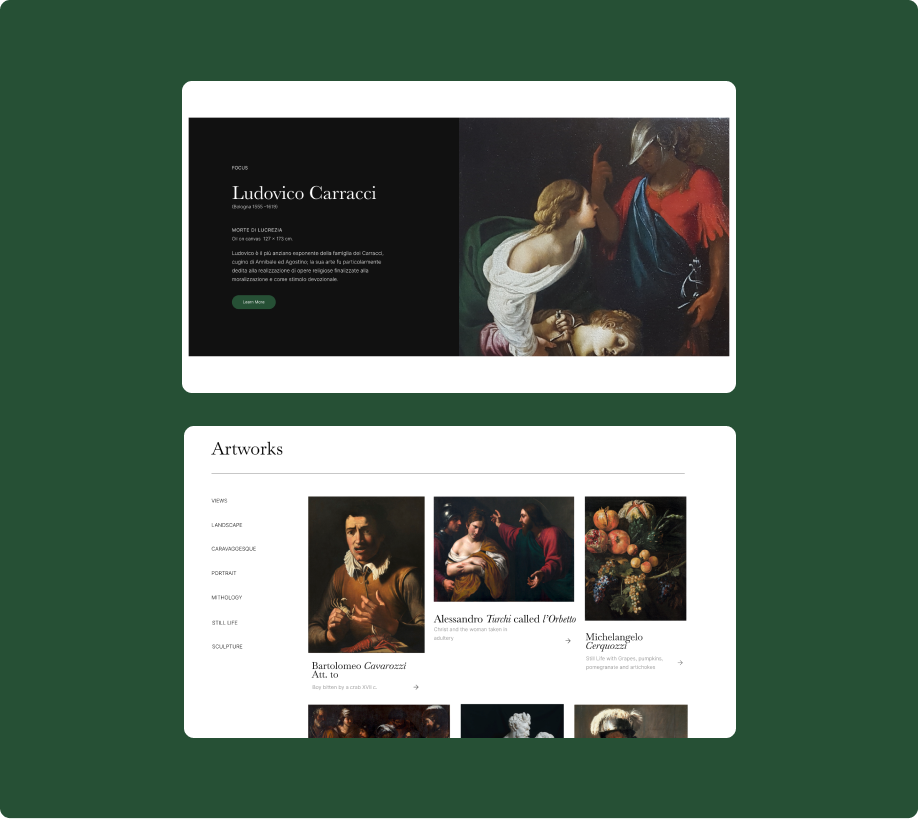 FOCUS
Ludovico Carracci
(Bologna 1555 -1619)
MORTE DI LUCREZIA
Oil on canvas 127 × 173 cm
Ludovico è il più anziano esponente della famiglia dei Carracci,
cugino di Annibale ed Agostino; la sua arte fu particolarmente
dedita alla realizzazione di opere religiose finalizzate alla
moralizzazione e come stimolo devozionale.
Learn More
Artworks
VIEWS
LANDSCAPE
CARAVAGGESQUE
PORTRAIT
MITHOLOGY
STILL LIFE
SCULPTURE
Bartolomeo Cavarozzi
Att. to
Boy bitten by a crab XVII c.
Alessandro Turchi called l'Orbetto
Christ and the woman taken in
adultery
Michelangelo
Cerquozzi
Still Life with Grapes, pumpkins,
pomegranate and artichokes